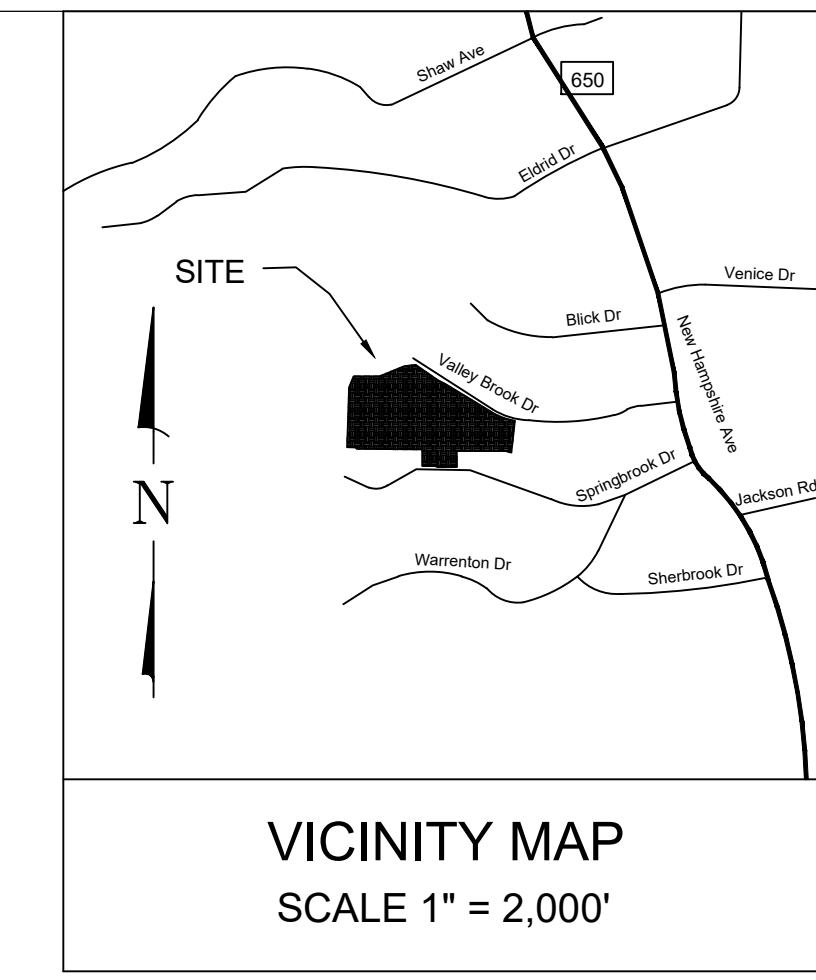 Shaw Ave
650
Eldrid Dr
SITE
Venice Dr
Blick Dr
New Hampshire Ave
Valley Brook Dr
Springbrook Dr
Jackson Rd
N
Warrenton Dr
Sherbrook Dr
VICINITY MAP
SCALE 1" = 2,000'